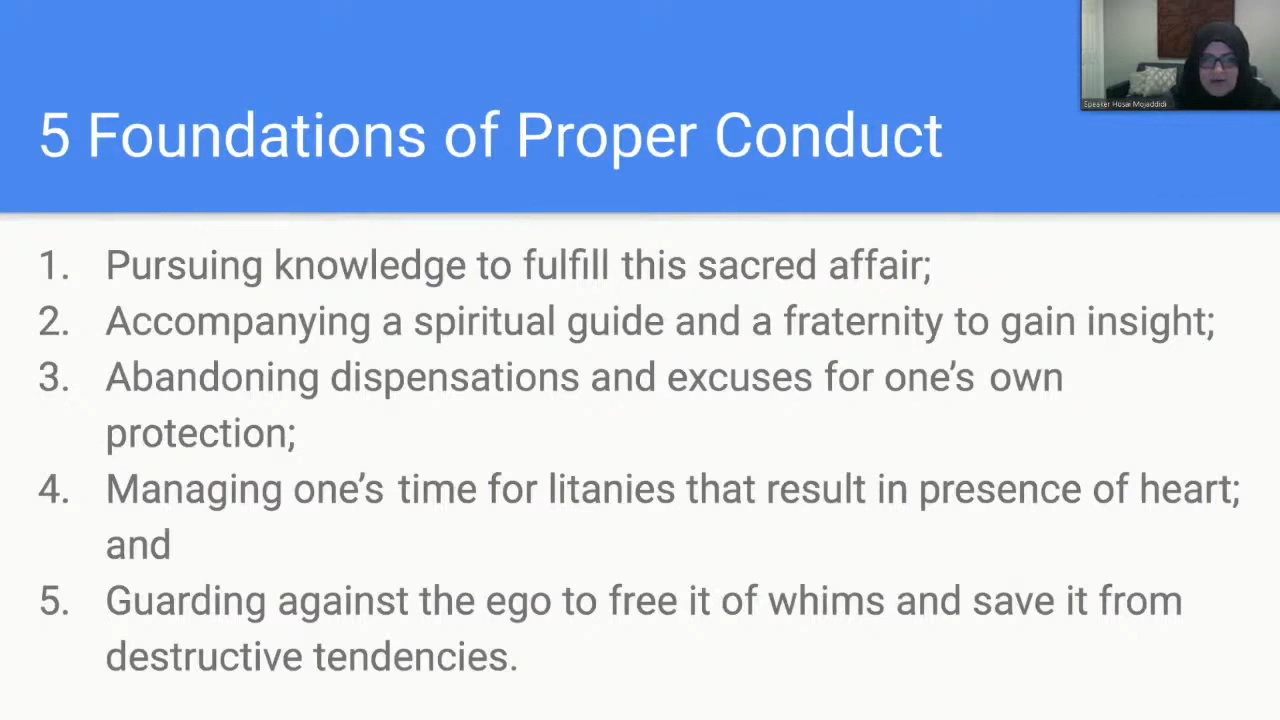 5 Foundations of Proper Conduct
Speaker Hosai Mojaddidi
1. Pursuing knowledge to fulfill this sacred affair;
2. Accompanying a spiritual guide and a fraternity to gain insight;
3. Abandoning dispensations and excuses for one's own
protection;
4. Managing one's time for litanies that result in presence of heart;
and
5. Guarding against the ego to free it of whims and save it from
destructive tendencies.